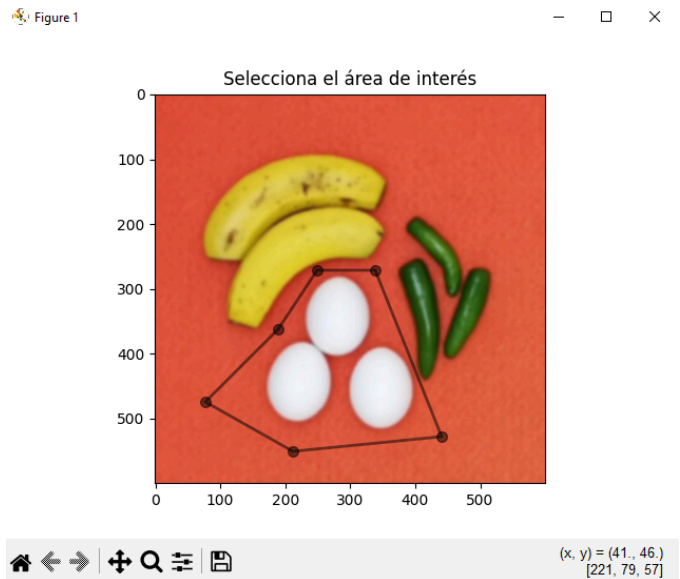 Figure 1
Selecciona el área de interés
0
100
200
300
400
500
0 100 200 300 400 500
(x, y) = (41., 46.)
[221, 79, 57]